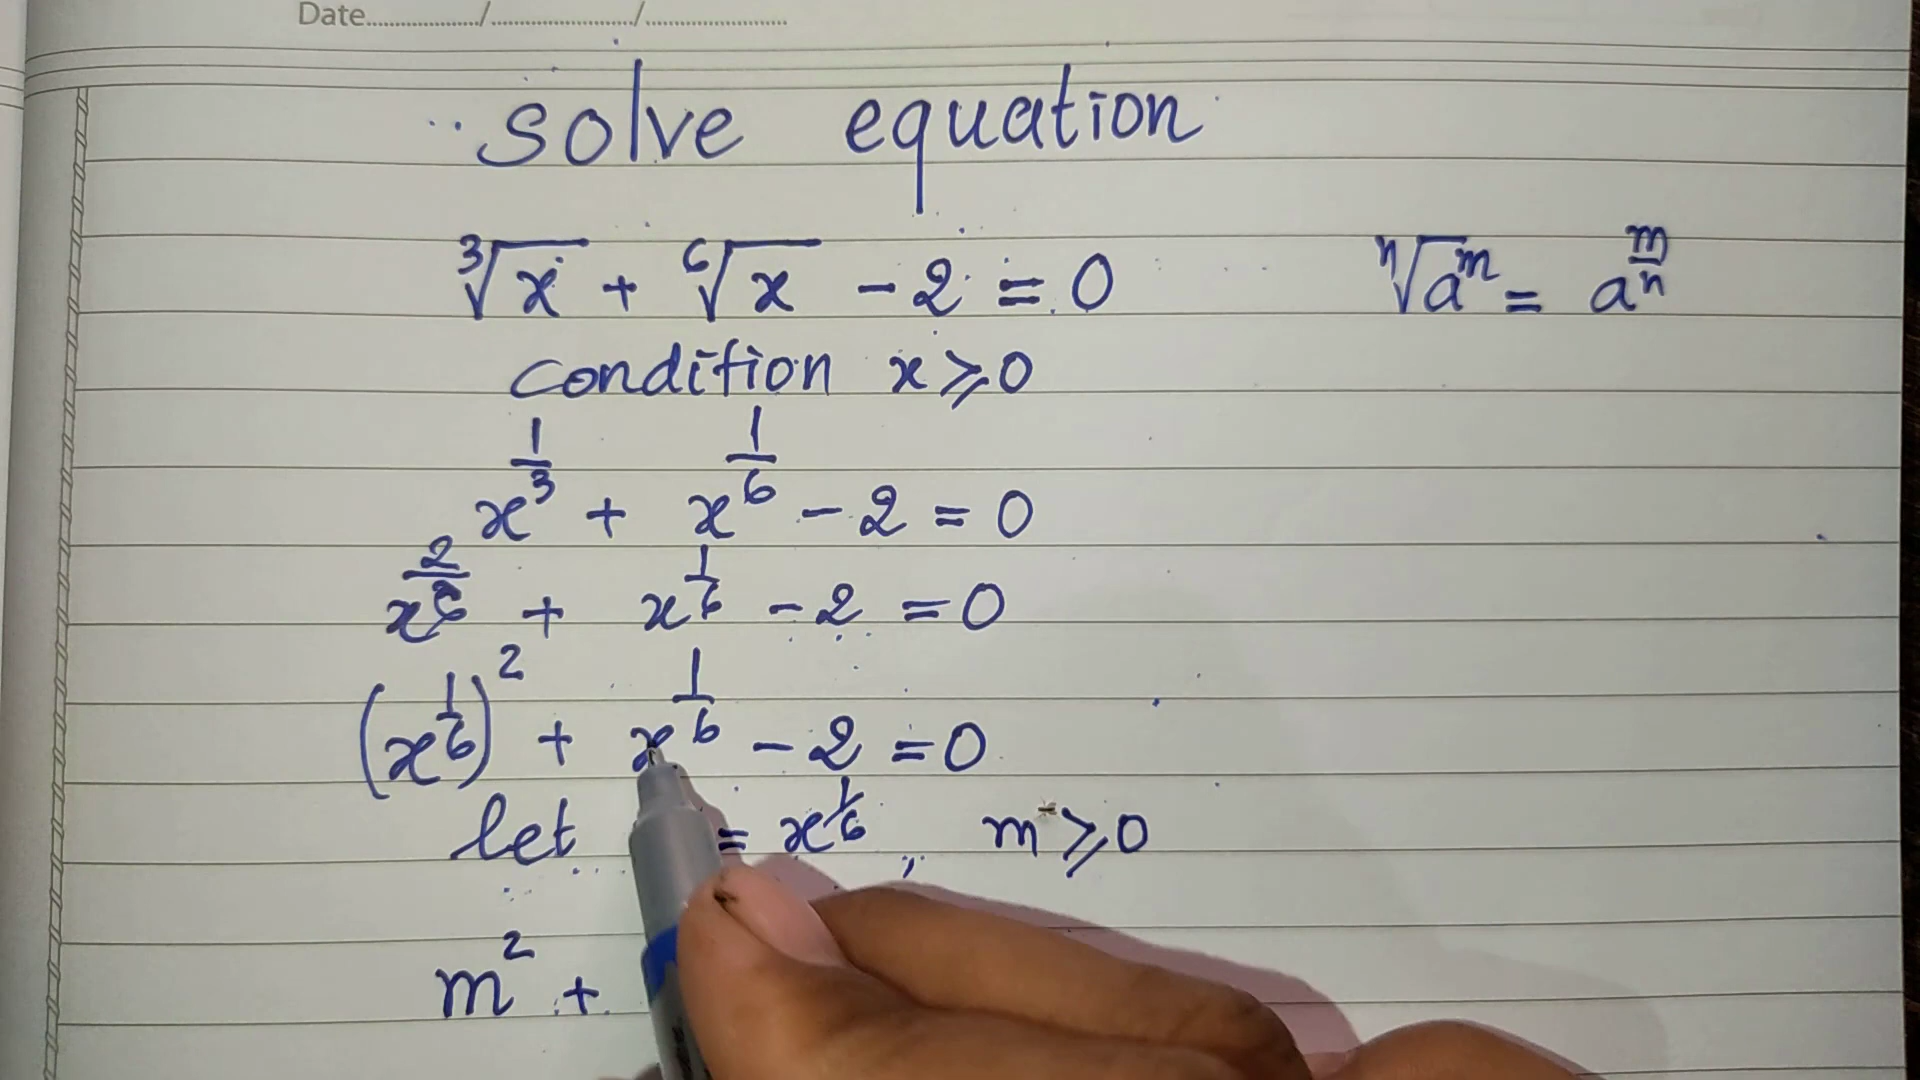 Date.................../......................../........................
solve equation
∛x + ⁶√x - 2 = 0
ⁿ√aᵐ = a^(m/n)
condition x ⩾ 0
x^(1/3) + x^(1/6) - 2 = 0
x^(2/6) + x^(1/6) - 2 = 0
(x^(1/6))² + x^(1/6) - 2 = 0
let = x^(1/6), m ⩾ 0
m² +